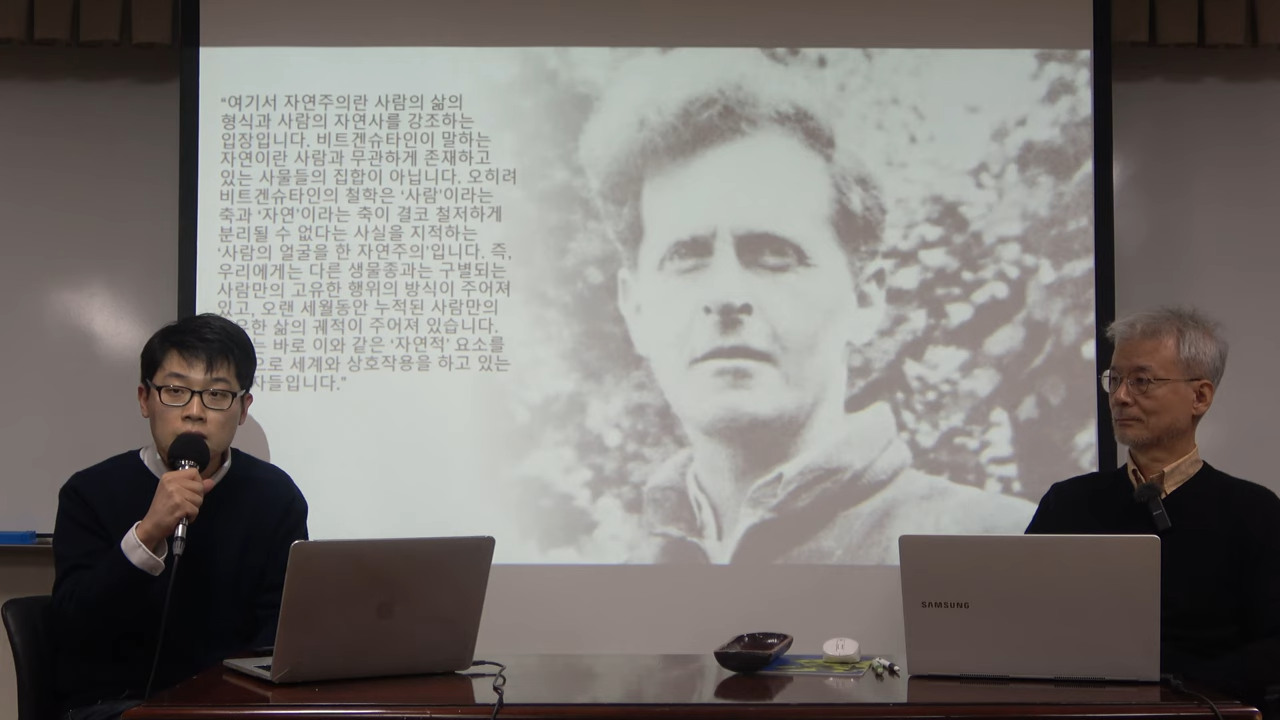 “여기서 자연주의란 사람의 삶의
형식과 사람의 자연사를 강조하는
입장입니다. 비트겐슈타인이 말하는
자연이란 사람과 무관하게 존재하고
있는 사물들의 집합이 아닙니다. 오히려
비트겐슈타인의 철학은 ‘사람’이라는
축과 ‘자연’이라는 축이 결코 철저하게
분리될 수 없다는 사실을 지적하는
‘사람의 얼굴을 한 자연주의’입니다. 즉,
우리에게는 다른 생물종과는 구별되는
사람만의 고유한 행위의 방식이 주어져
있고, 오랜 세월동안 누적된 사람만의
삶의 궤적이 주어져 있습니다.
바로 이와 같은 ‘자연적’ 요소를
세계와 상호작용을 하고 있는
SAMSUNG